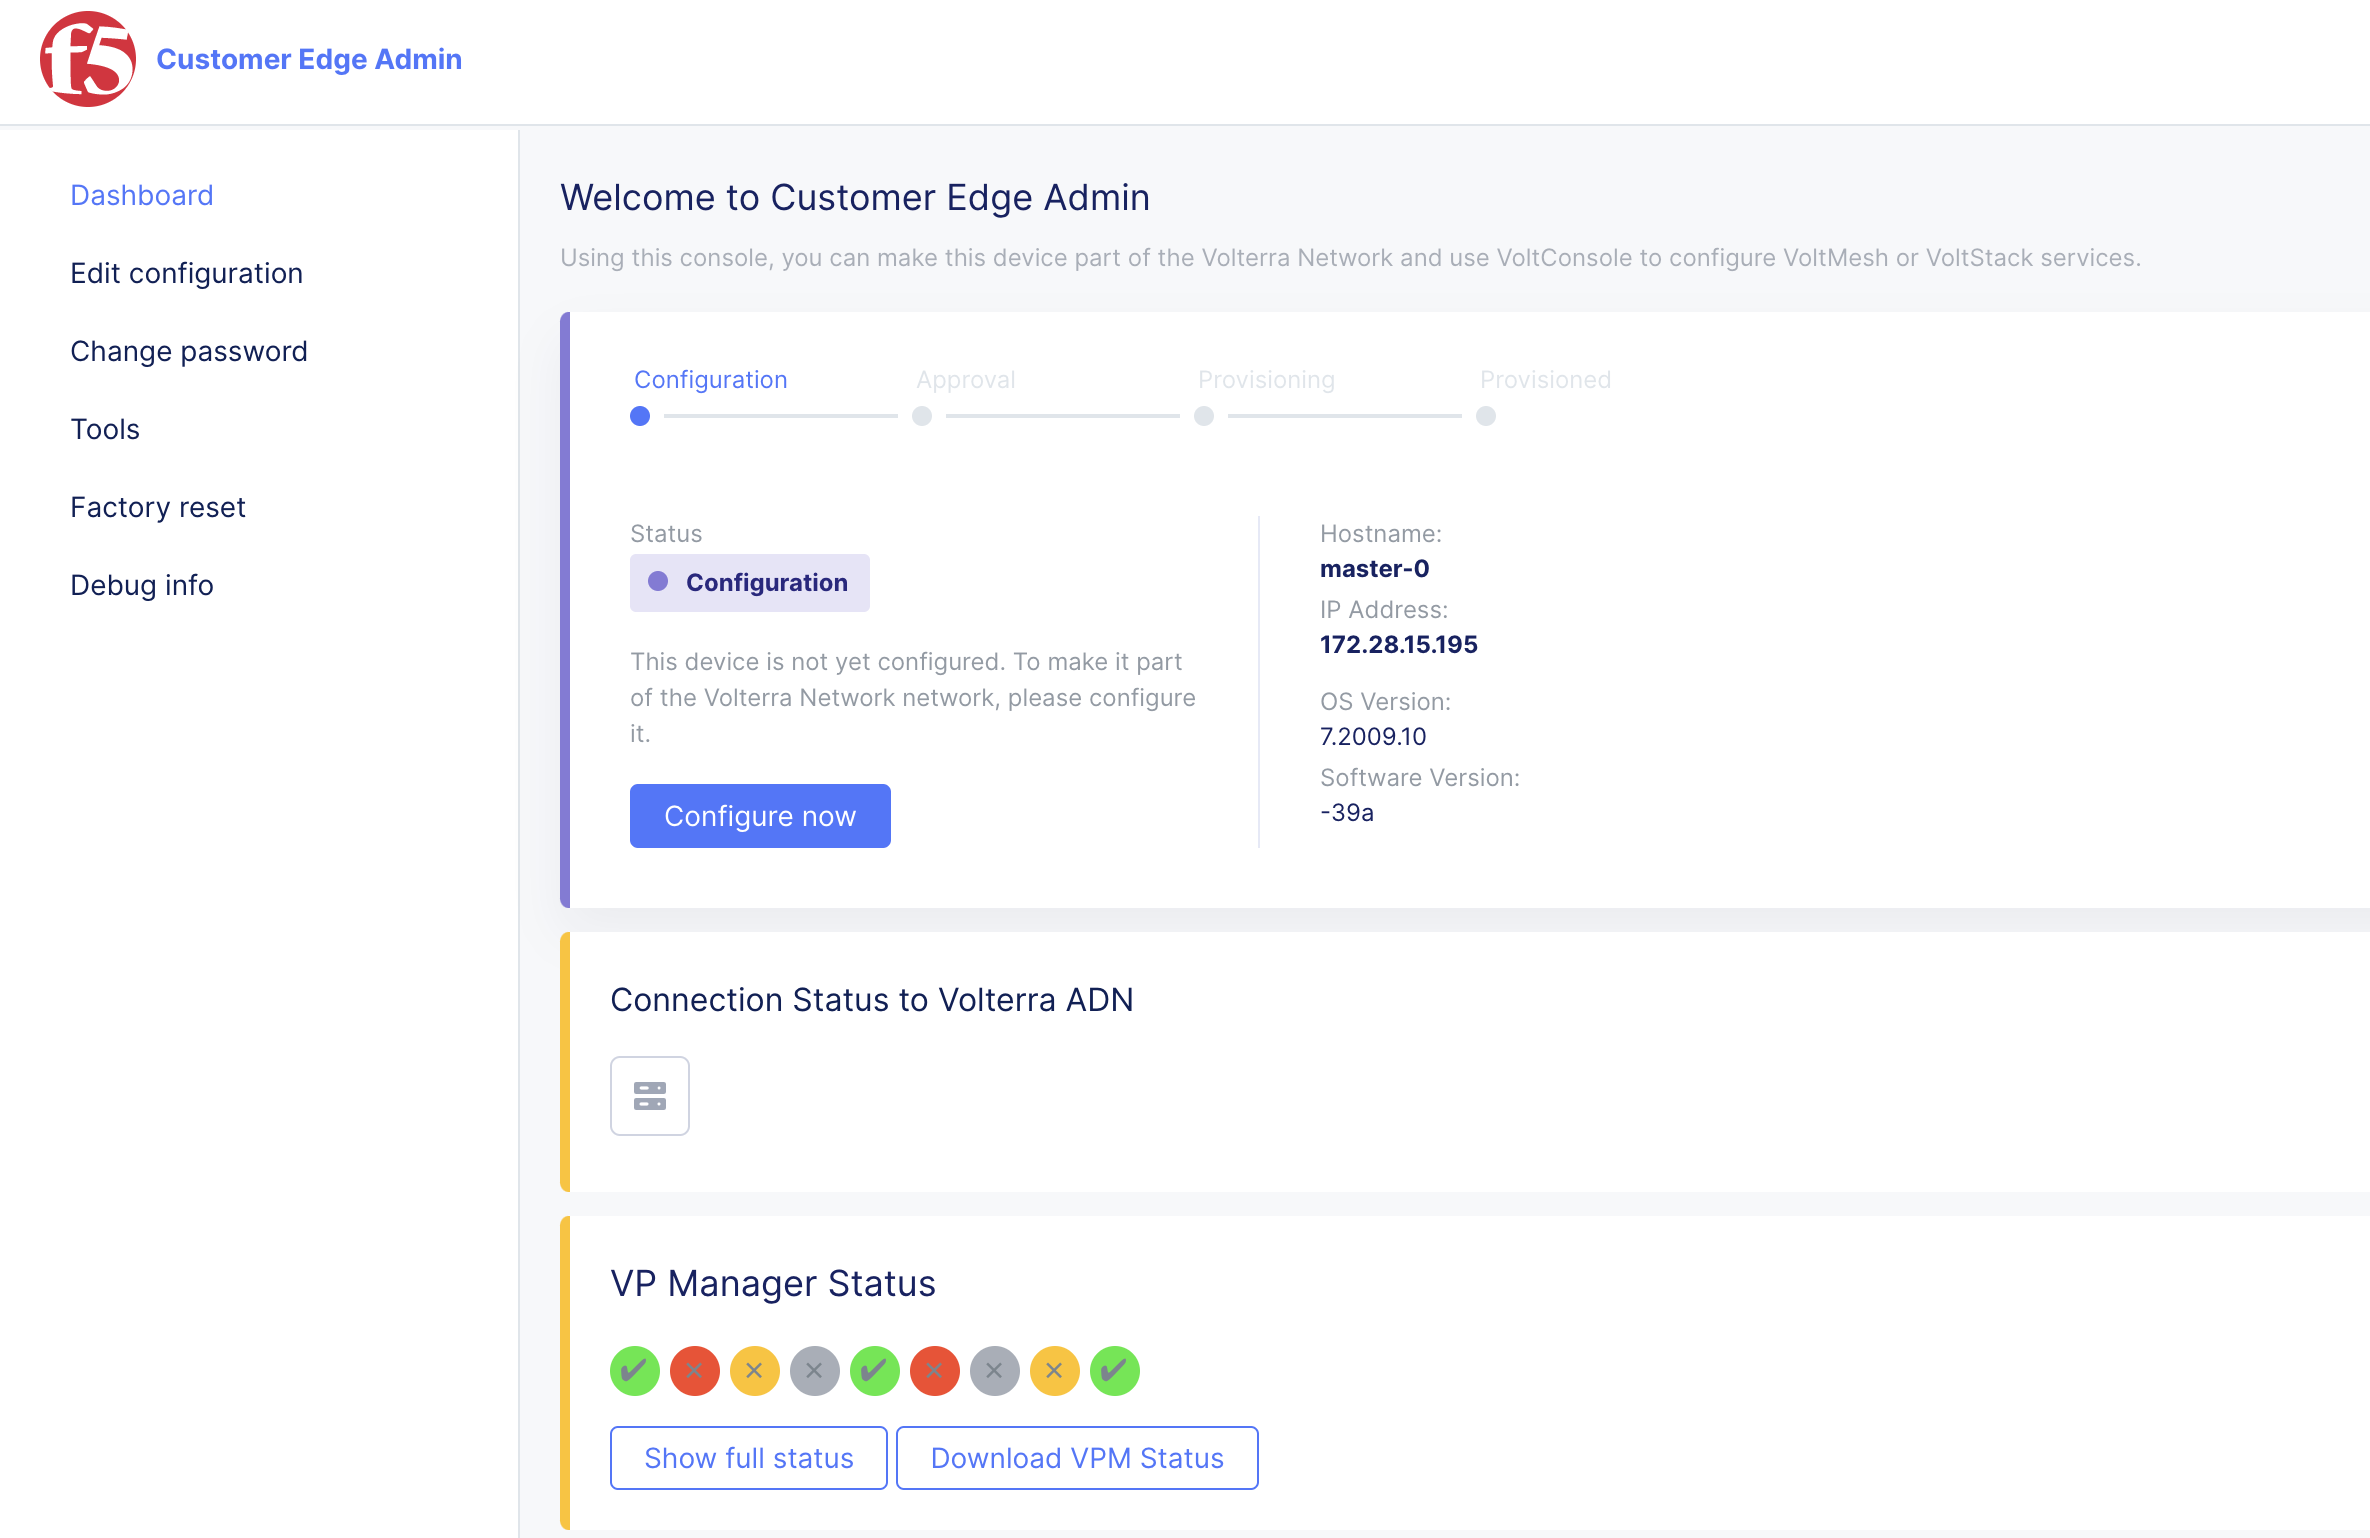 f5
Customer Edge Admin
Dashboard
Edit configuration
Change password
Tools
Factory reset
Debug info
Welcome to Customer Edge Admin
Using this console, you can make this device part of the Volterra Network and use VoltConsole to configure VoltMesh or VoltStack services.
Configuration
Approval
Provisioning
Provisioned
Status
Configuration
This device is not yet configured. To make it part
of the Volterra Network network, please configure
it.
Configure now
Hostname:
master-0
IP Address:
172.28.15.195
OS Version:
7.2009.10
Software Version:
-39a
Connection Status to Volterra ADN
VP Manager Status
Show full status
Download VPM Status